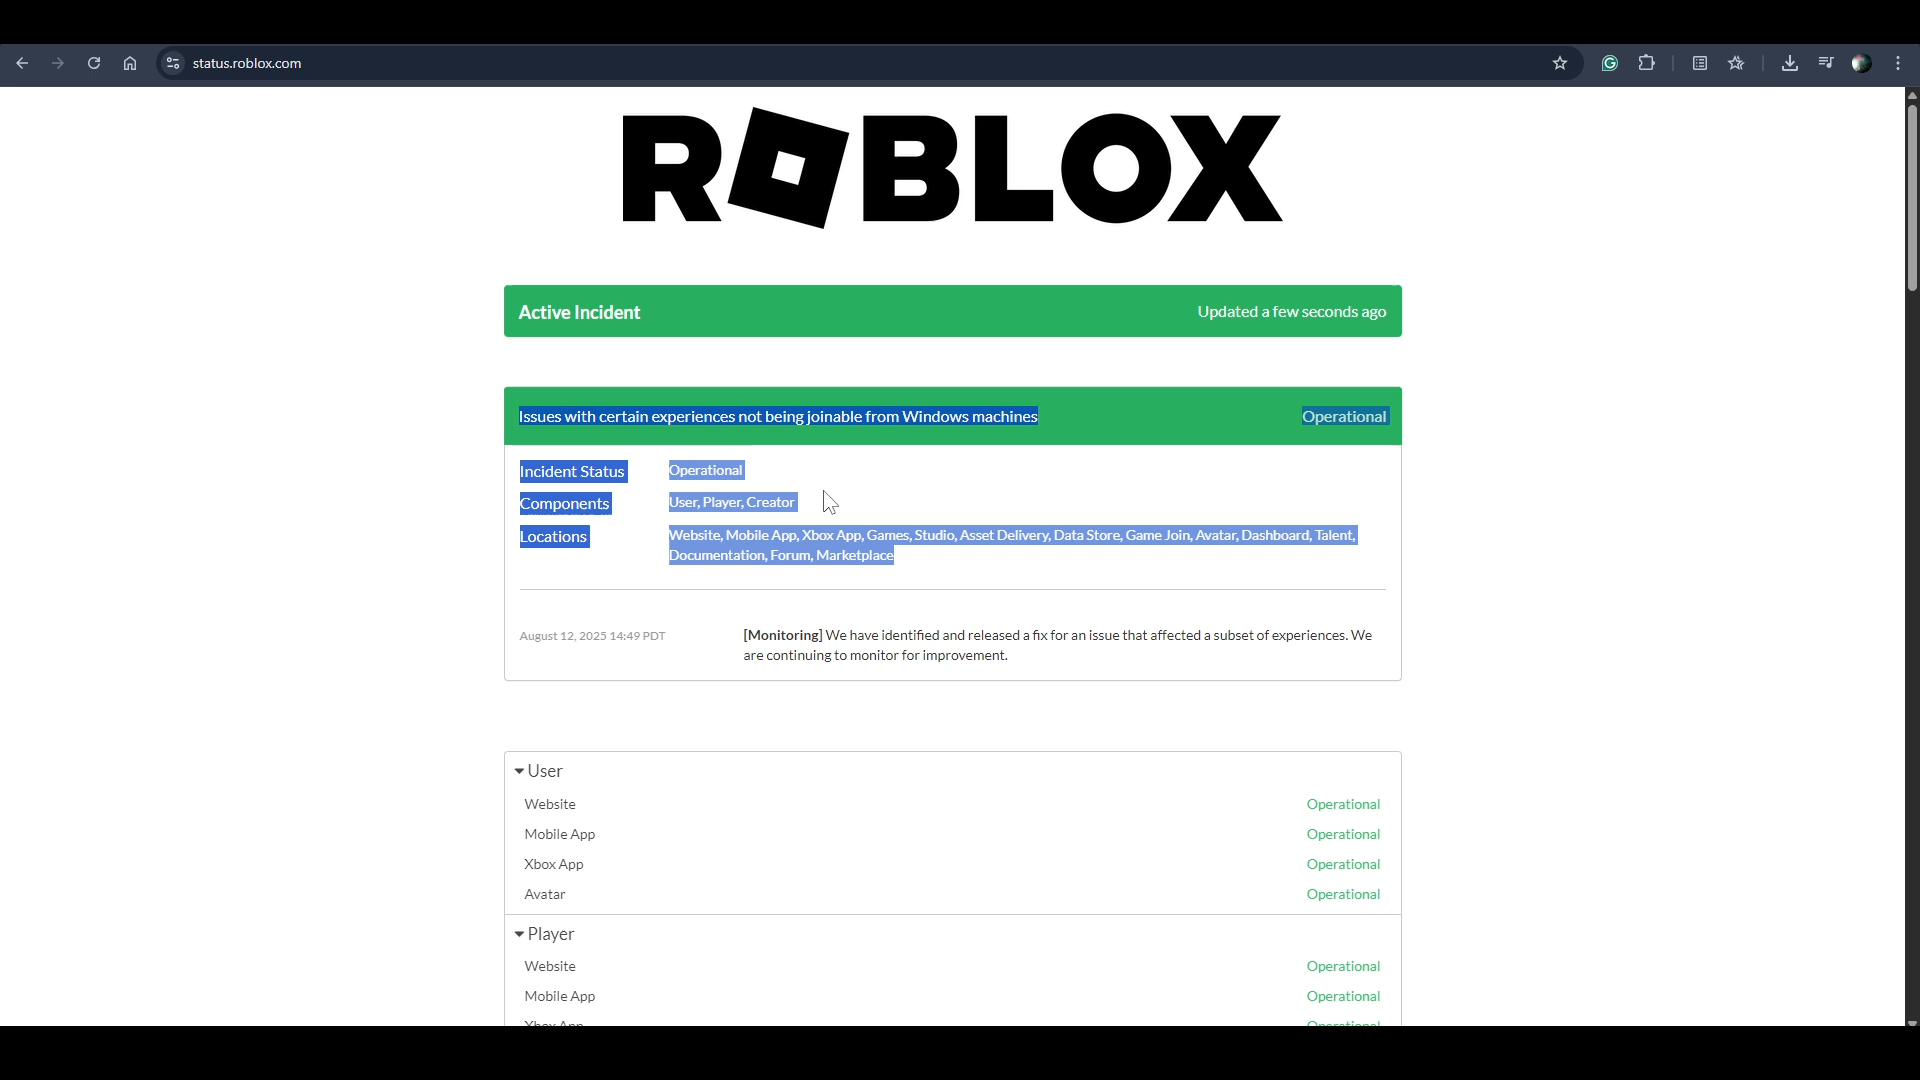 status.roblox.com
ROBLOX
Active Incident Updated a few seconds ago
Issues with certain experiences not being joinable from Windows machines Operational
Incident Status Operational
Components User, Player, Creator
Locations Website, Mobile App, Xbox App, Games, Studio, Asset Delivery, Data Store, Game Join, Avatar, Dashboard, Talent,
Documentation, Forum, Marketplace
August 12, 2025 14:49 PDT [Monitoring] We have identified and released a fix for an issue that affected a subset of experiences. We
are continuing to monitor for improvement.
User
Website Operational
Mobile App Operational
Xbox App Operational
Avatar Operational
Player
Website Operational
Mobile App Operational
Xbox App Operational